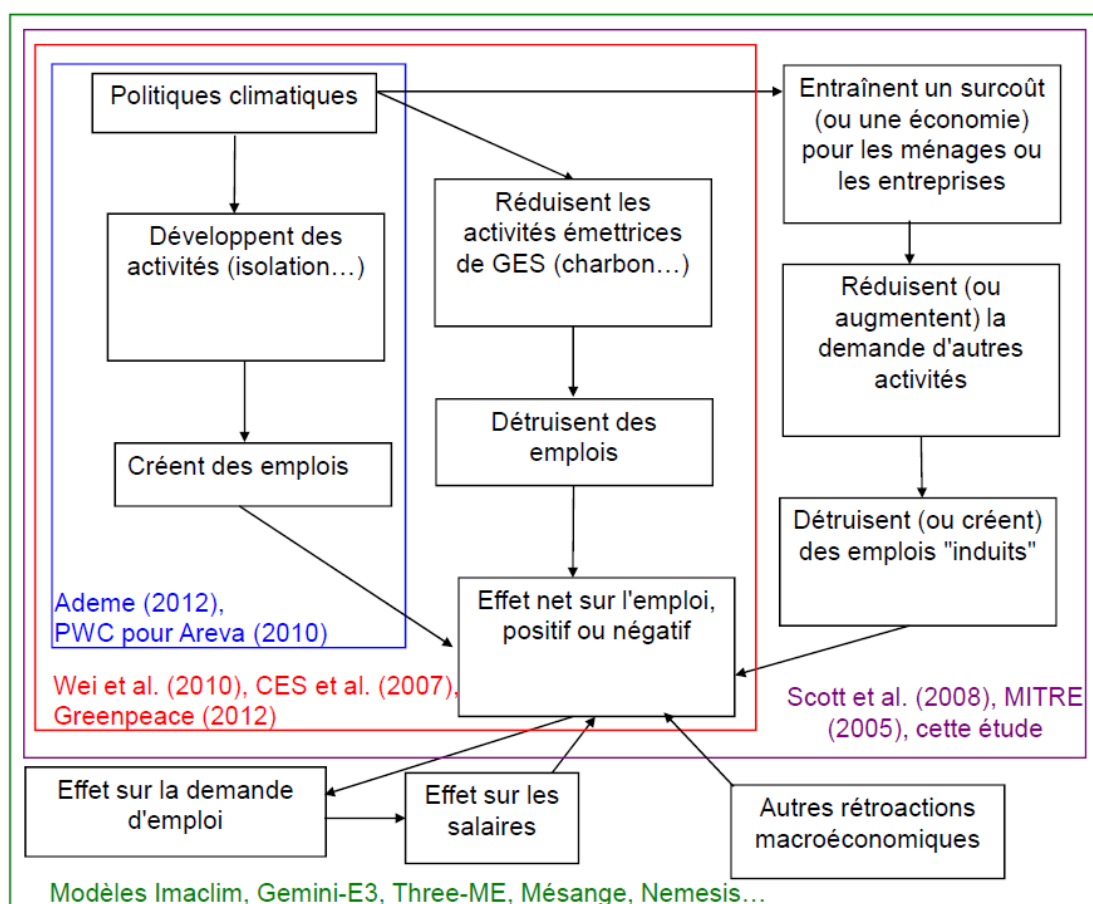 Politiques climatiques
Développent des
activités (isolation…)
Créent des emplois
Ademe (2012),
PWC pour Areva (2010)
Réduisent les
activités émettrices
de GES (charbon…)
Détruisent des
emplois
Effet net sur l'emploi,
positif ou négatif
Wei et al. (2010), CES et al. (2007),
Greenpeace (2012)
Entraînent un surcoût
(ou une économie)
pour les ménages ou
les entreprises
Réduisent (ou
augmentent) la
demande d'autres
activités
Détruisent (ou créent)
des emplois "induits"
Scott et al. (2008), MITRE
(2005), cette étude
Effet sur la demande
d'emploi
Effet sur les
salaires
Autres rétroactions
macroéconomiques
Modèles Imaclim, Gemini-E3, Three-ME, Mésange, Nemesis…